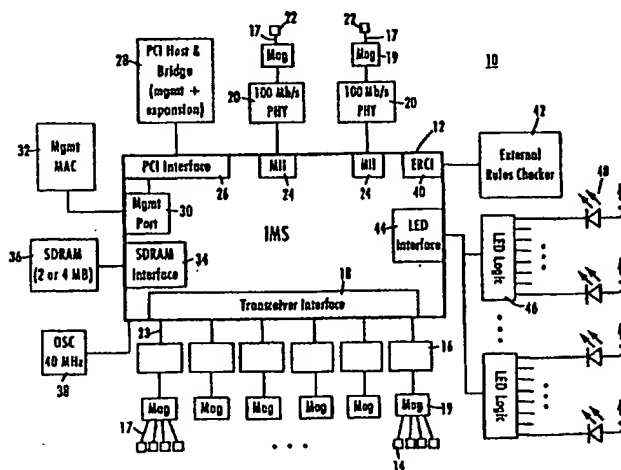 22
17
22
17
10
PCI Host &
Bridge
(mgmt +
expansion)
28
Mag
Mag
19
20
100 Mb/s
PHY
100 Mb/s
PHY
20
12
42
External
Rules Checker
32
Mgmt
MAC
PCI Interface
26
MII
24
MII
24
ERCI
40
Mgmt
Port
30
IMS
44
LED
Interface
48
LED Logic
46
36
SDRAM
(2 or 4 MB)
SDRAM
Interface
34
18
Transceiver Interface
OSC
40 MHz
38
23
16
LED Logic
Mag
Mag
Mag
Mag
Mag
Mag
19
17
14